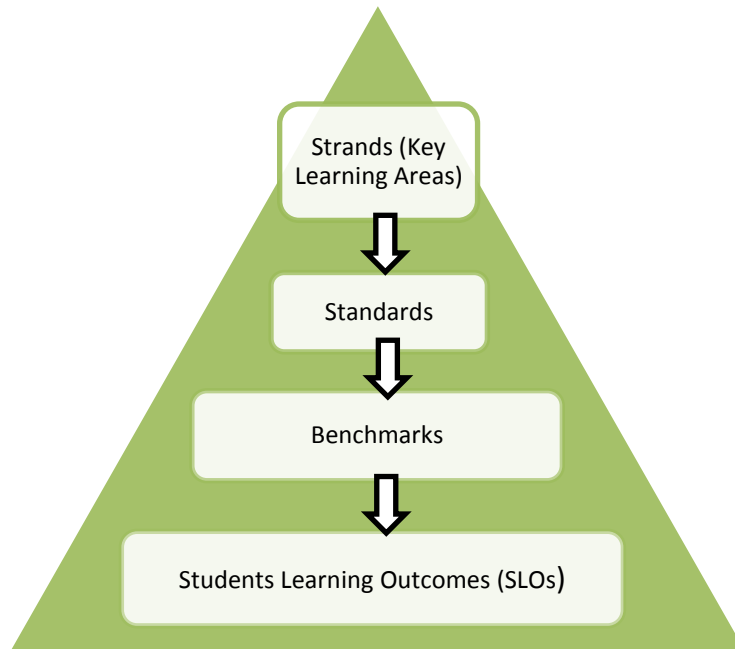 Strands (Key
Learning Areas)
Standards
Benchmarks
Students Learning Outcomes (SLOs)